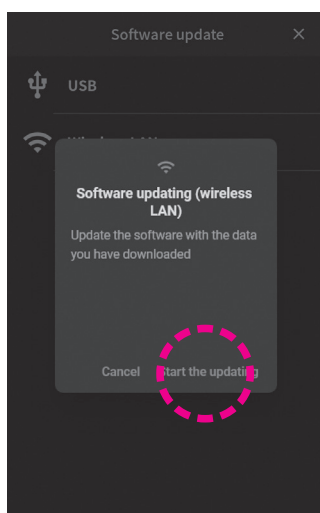 Software update
USB
Software updating (wireless
LAN)
Update the software with the data
you have downloaded
Cancel Start the updating